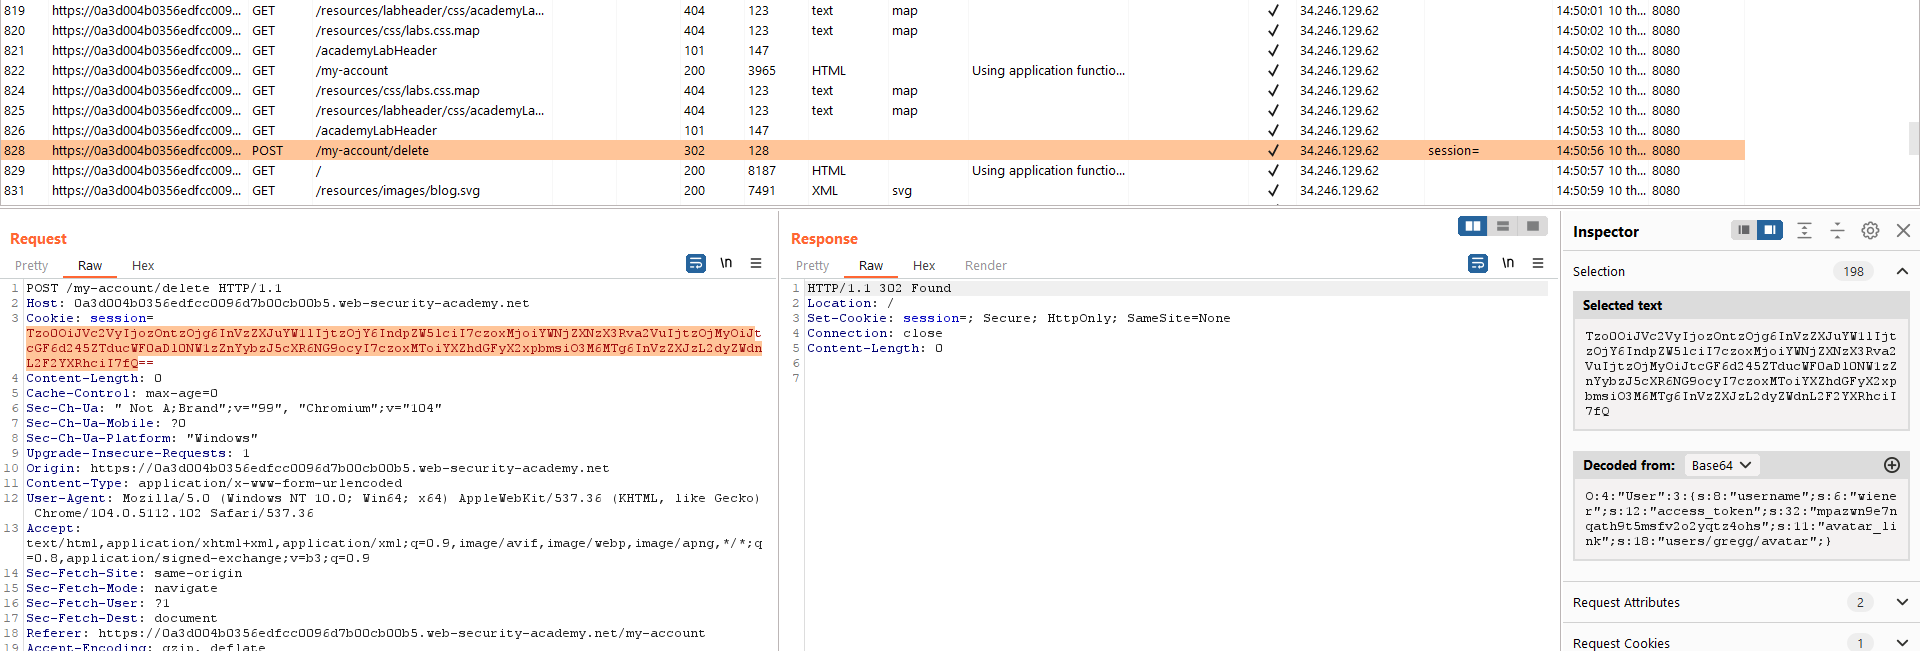 819 https://0a3d004b0356edfcc009... GET /resources/labheader/css/academyLa... 404 123 text map ✓ 34.246.129.62 14:50:01 10 th... 8080
820 https://0a3d004b0356edfcc009... GET /resources/css/labs.css.map 404 123 text map ✓ 34.246.129.62 14:50:02 10 th... 8080
821 https://0a3d004b0356edfcc009... GET /academyLabHeader 101 147 ✓ 34.246.129.62 14:50:02 10 th... 8080
822 https://0a3d004b0356edfcc009... GET /my-account 200 3965 HTML Using application functio... ✓ 34.246.129.62 14:50:50 10 th... 8080
824 https://0a3d004b0356edfcc009... GET /resources/css/labs.css.map 404 123 text map ✓ 34.246.129.62 14:50:52 10 th... 8080
825 https://0a3d004b0356edfcc009... GET /resources/labheader/css/academyLa... 404 123 text map ✓ 34.246.129.62 14:50:52 10 th... 8080
826 https://0a3d004b0356edfcc009... GET /academyLabHeader 101 147 ✓ 34.246.129.62 14:50:53 10 th... 8080
828 https://0a3d004b0356edfcc009... POST /my-account/delete 302 128 ✓ 34.246.129.62 session= 14:50:56 10 th... 8080
829 https://0a3d004b0356edfcc009... GET / 200 8187 HTML Using application functio... ✓ 34.246.129.62 14:50:57 10 th... 8080
831 https://0a3d004b0356edfcc009... GET /resources/images/blog.svg 200 7491 XML svg ✓ 34.246.129.62 14:50:59 10 th... 8080
Request
Pretty Raw Hex \n
1 POST /my-account/delete HTTP/1.1
2 Host: 0a3d004b0356edfcc0096d7b00cb00b5.web-security-academy.net
3 Cookie: session=
Tzo0OiJVc2VyIjozOntzOjg6InVzZXJuYW1lIjtzOjY6IndpZW5lciI7czoxMjoiYWNjZXNzX3Rva2VuIjtzOjMyOiJt
cGF6d245ZTducWF0aDl0NW1zZnYybzJ5cXR6NG9ocyI7czoxMToiYXZhdGFyX2xpbmsiO3M6MTg6InVzZXJzL2dyZWdn
L2F2YXRhciI7fQ==
4 Content-Length: 0
5 Cache-Control: max-age=0
6 Sec-Ch-Ua: " Not A;Brand";v="99", "Chromium";v="104"
7 Sec-Ch-Ua-Mobile: ?0
8 Sec-Ch-Ua-Platform: "Windows"
9 Upgrade-Insecure-Requests: 1
10 Origin: https://0a3d004b0356edfcc0096d7b00cb00b5.web-security-academy.net
11 Content-Type: application/x-www-form-urlencoded
12 User-Agent: Mozilla/5.0 (Windows NT 10.0; Win64; x64) AppleWebKit/537.36 (KHTML, like Gecko)
Chrome/104.0.5112.102 Safari/537.36
13 Accept:
text/html,application/xhtml+xml,application/xml;q=0.9,image/avif,image/webp,image/apng,*/*;q
=0.8,application/signed-exchange;v=b3;q=0.9
14 Sec-Fetch-Site: same-origin
15 Sec-Fetch-Mode: navigate
16 Sec-Fetch-User: ?1
17 Sec-Fetch-Dest: document
18 Referer: https://0a3d004b0356edfcc0096d7b00cb00b5.web-security-academy.net/my-account
19 Accept-Encoding: gzip, deflate
Response
Pretty Raw Hex Render \n
1 HTTP/1.1 302 Found
2 Location: /
3 Set-Cookie: session=; Secure; HttpOnly; SameSite=None
4 Connection: close
5 Content-Length: 0
6
7
Inspector
Selection 198
Selected text
Tzo0OiJVc2VyIjozOntzOjg6InVzZXJuYW1lIjt
zOjY6IndpZW5lciI7czoxMjoiYWNjZXNzX3Rva2
VuIjtzOjMyOiJtcGF6d245ZTducWF0aDl0NW1zZ
nYybzJ5cXR6NG9ocyI7czoxMToiYXZhdGFyX2xp
bmsiO3M6MTg6InVzZXJzL2dyZWdnL2F2YXRhciI
7fQ
Decoded from: Base64
O:4:"User":3:{s:8:"username";s:6:"wiene
r";s:12:"access_token";s:32:"mpazwn9e7n
qath9t5msfv2o2yqtz4ohs";s:11:"avatar_li
nk";s:18:"users/gregg/avatar";}
Request Attributes 2
Request Cookies 1